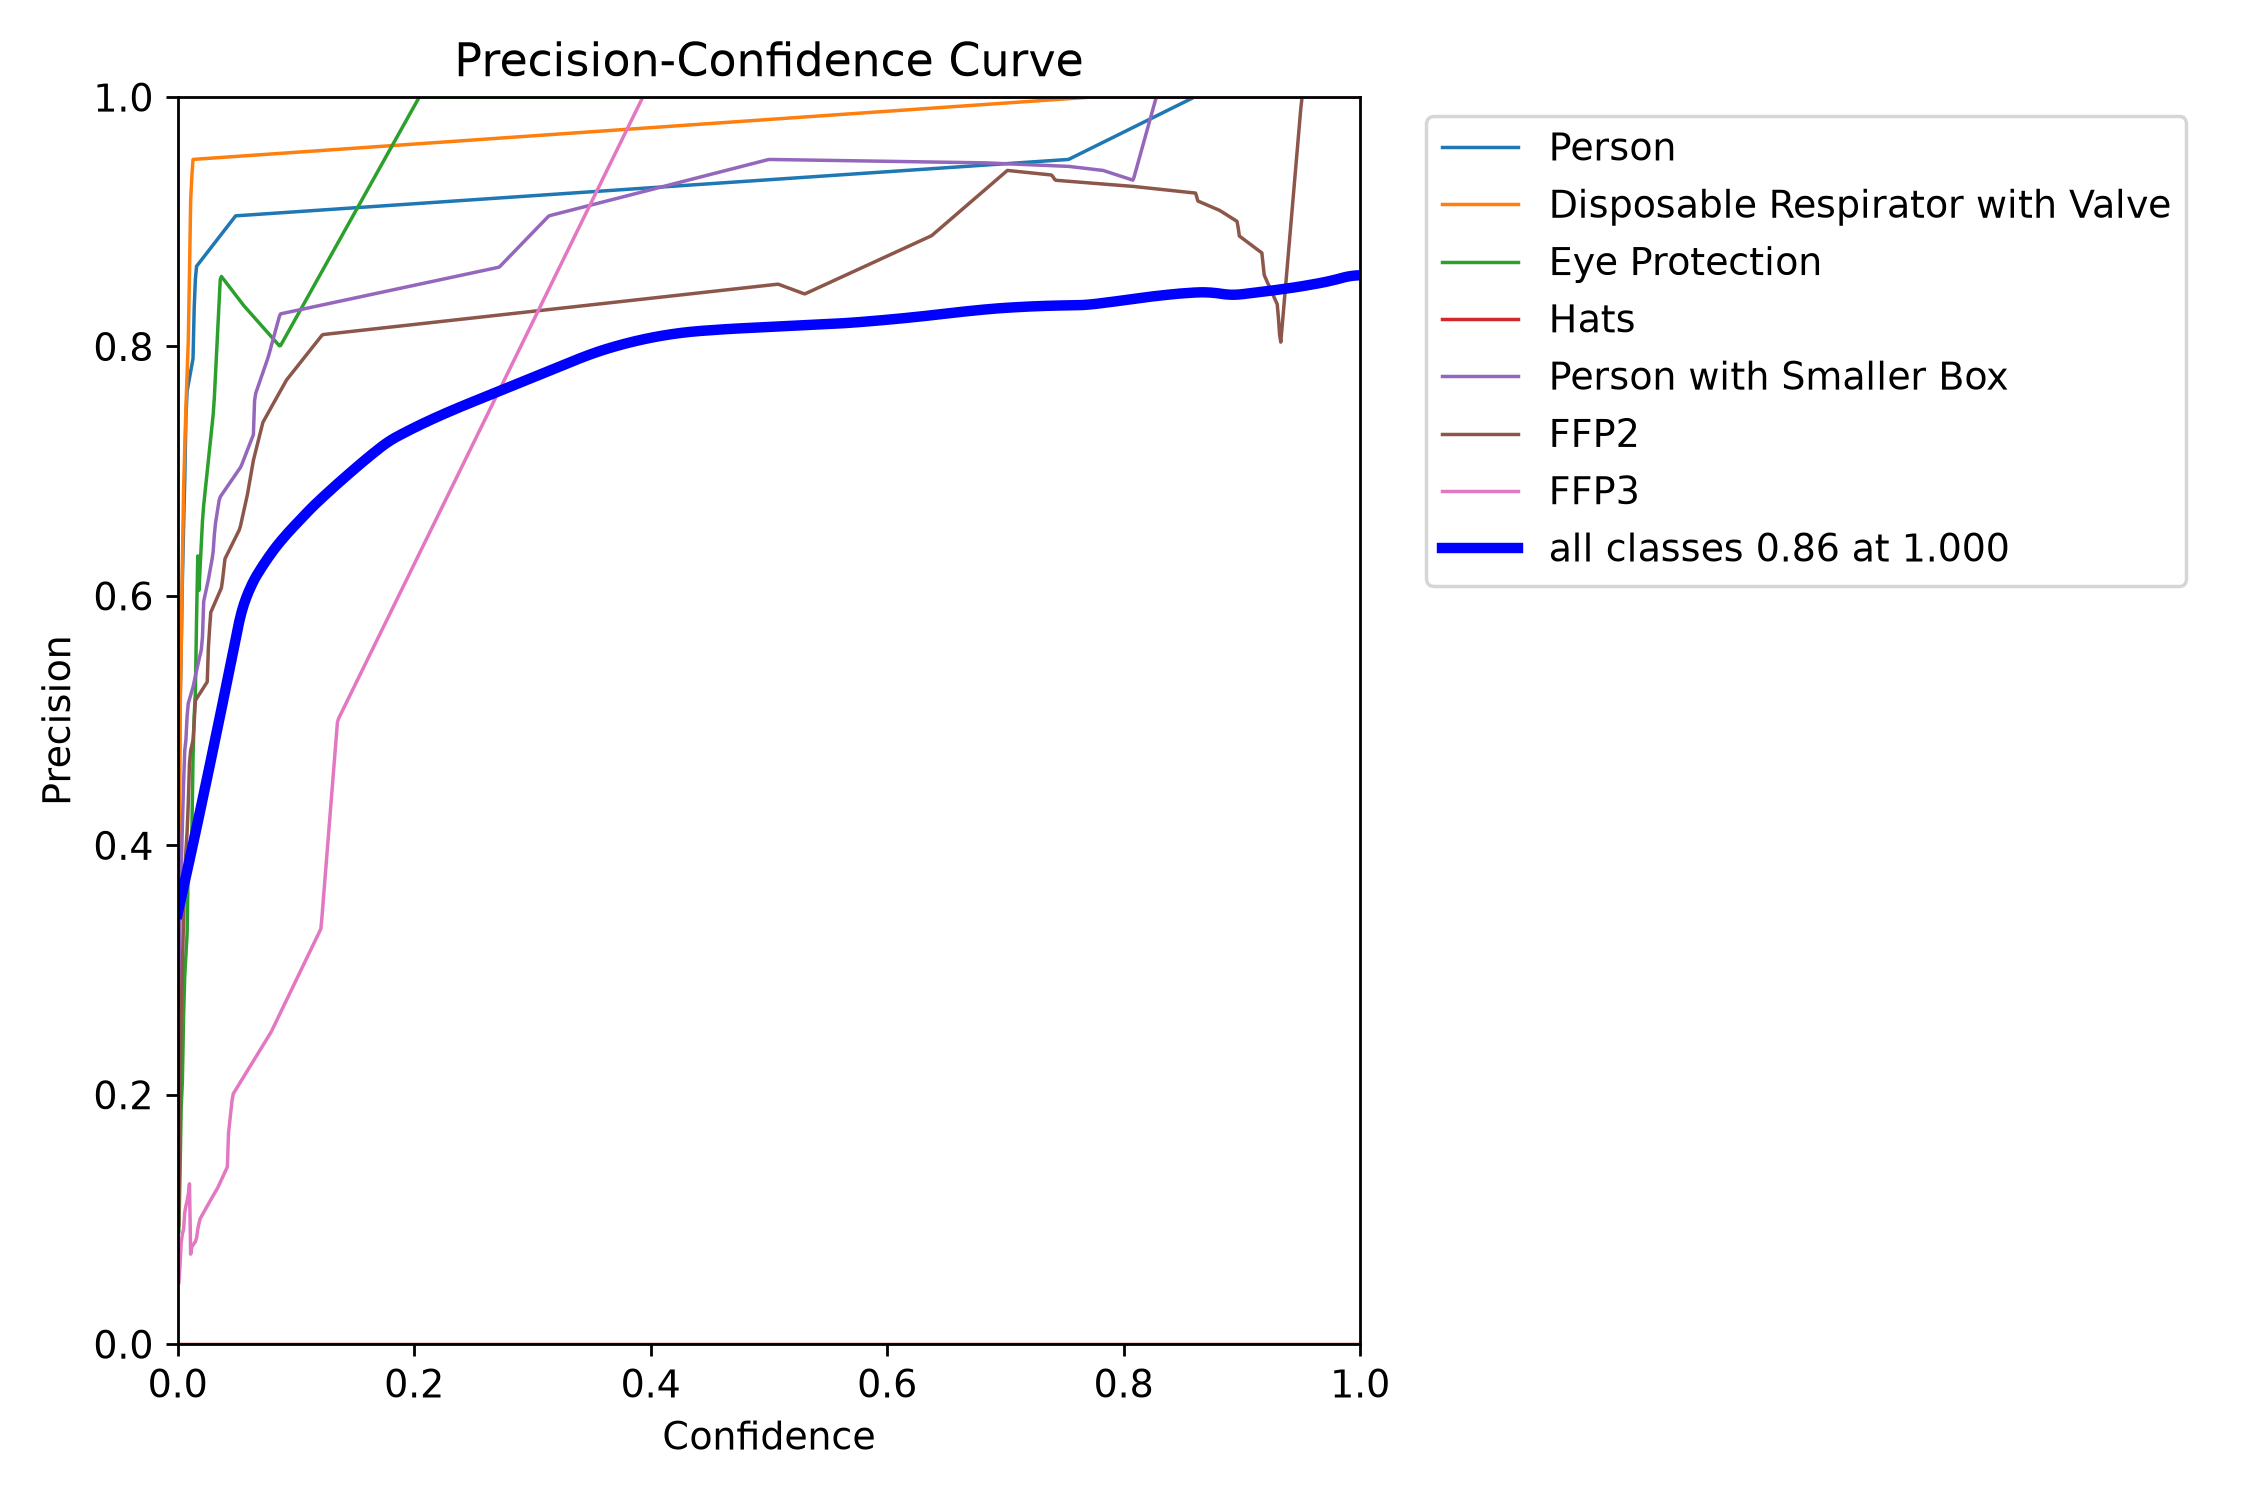 Precision-Confidence Curve
1.0
0.8
0.6
0.4
0.2
0.0
Precision
0.0 0.2 0.4 0.6 0.8 1.0
Confidence
Person
Disposable Respirator with Valve
Eye Protection
Hats
Person with Smaller Box
FFP2
FFP3
all classes 0.86 at 1.000